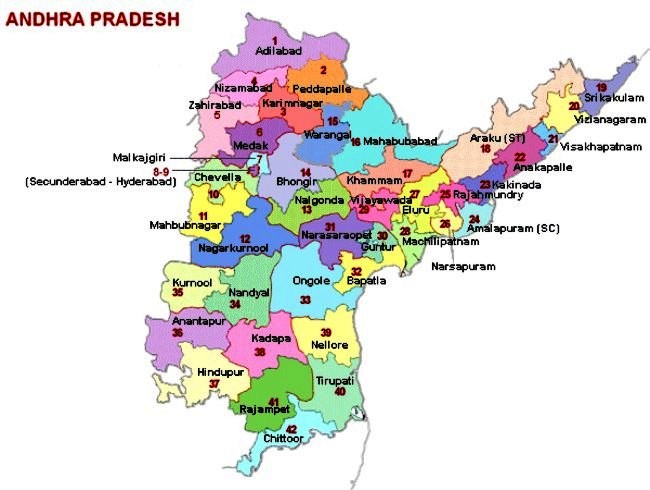 ANDHRA PRADESH
1
Adilabad
2
Peddapalle
4
Nizamabad
Zahirabad
5
Karimnagar
3
6
Medak
15
Warangal
16
Mahabubabad
19
Srikakulam
20
Vizianagaram
21
Visakhapatnam
Araku (ST)
18
22
Anakapalle
Malkajgiri
7
8-9
(Secunderabad - Hyderabad)
Chevella
10
14
Bhongir
17
Khammam
23
Kakinada
25
Rajahmundry
24
Amalapuram (SC)
11
Mahbubnagar
Nalgonda
13
Vijayawada
29
27
Eluru
26
Narsapuram
12
Nagarkurnool
31
Narasaraopet
30
Guntur
28
Machilipatnam
32
Bapatla
Kurnool
35
Nandyal
34
Ongole
33
Anantapur
36
Kadapa
38
39
Nellore
Hindupur
37
Tirupati
40
41
Rajampet
42
Chittoor